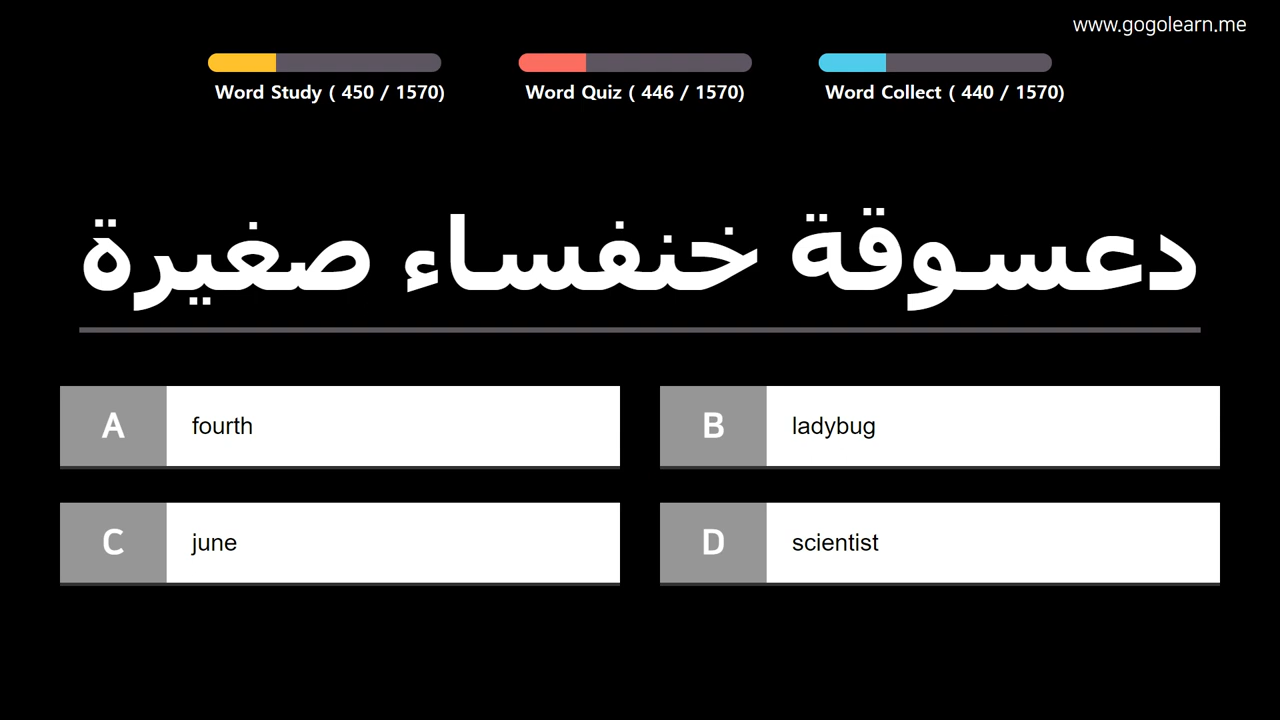 www.gogolearn.me
Word Study ( 450 / 1570)
Word Quiz ( 446 / 1570)
Word Collect ( 440 / 1570)
دعسوقة خنفساء صغيرة
A fourth
B ladybug
C june
D scientist